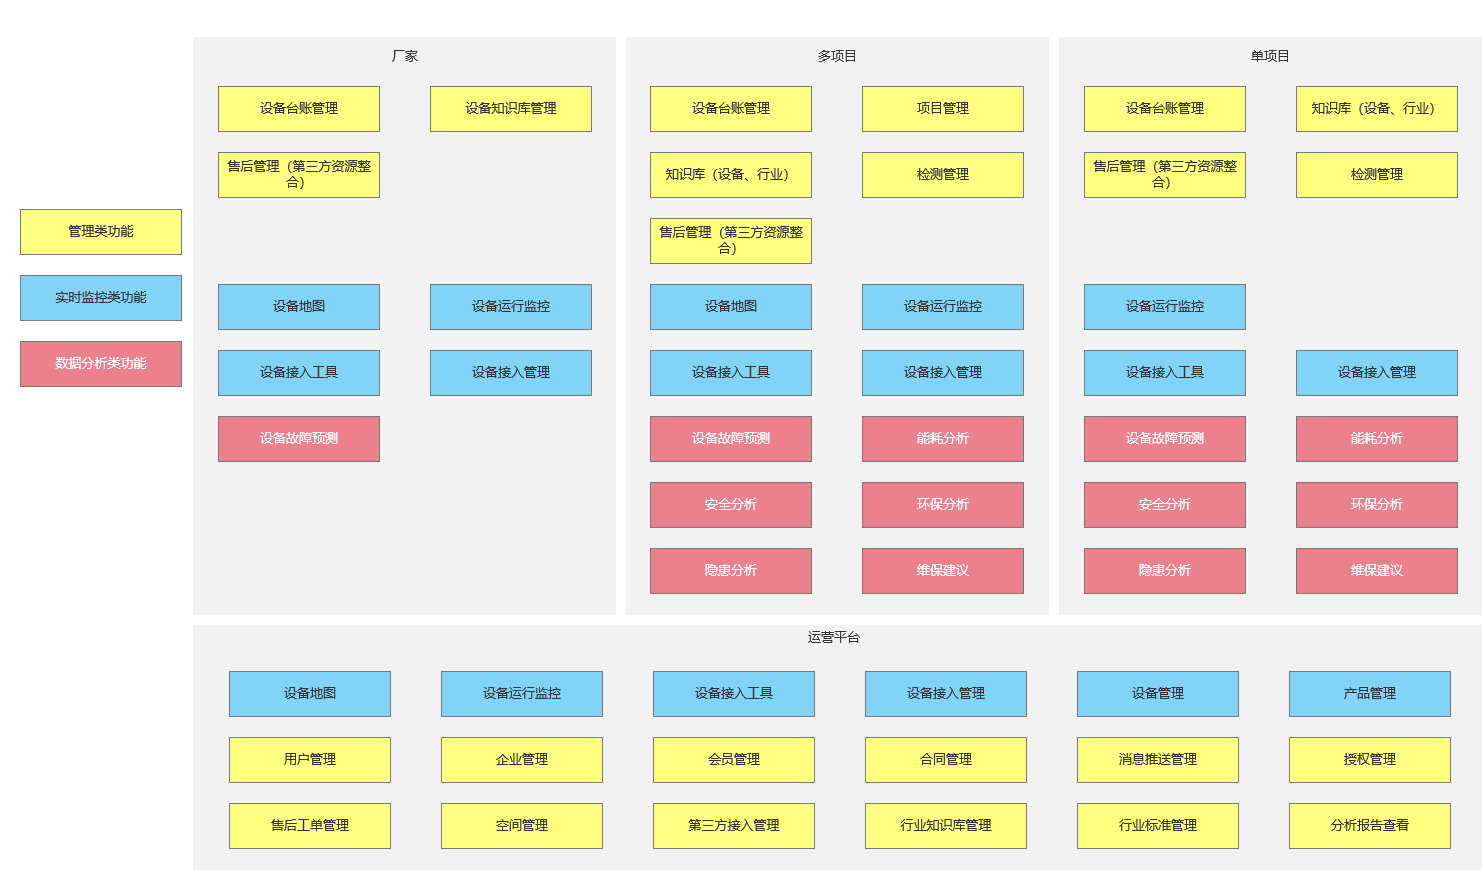 管理类功能
实时监控类功能
数据分析类功能
厂家
设备台账管理
设备知识库管理
售后管理（第三方资源整
合）
设备地图
设备运行监控
设备接入工具
设备接入管理
设备故障预测
多项目
设备台账管理
项目管理
知识库（设备、行业）
检测管理
售后管理（第三方资源整
合）
设备地图
设备运行监控
设备接入工具
设备接入管理
设备故障预测
能耗分析
安全分析
环保分析
隐患分析
维保建议
单项目
设备台账管理
知识库（设备、行业）
售后管理（第三方资源整
合）
检测管理
设备运行监控
设备接入工具
设备接入管理
设备故障预测
能耗分析
安全分析
环保分析
隐患分析
维保建议
运营平台
设备地图
设备运行监控
设备接入工具
设备接入管理
设备管理
产品管理
用户管理
企业管理
会员管理
合同管理
消息推送管理
授权管理
售后工单管理
空间管理
第三方接入管理
行业知识库管理
行业标准管理
分析报告查看